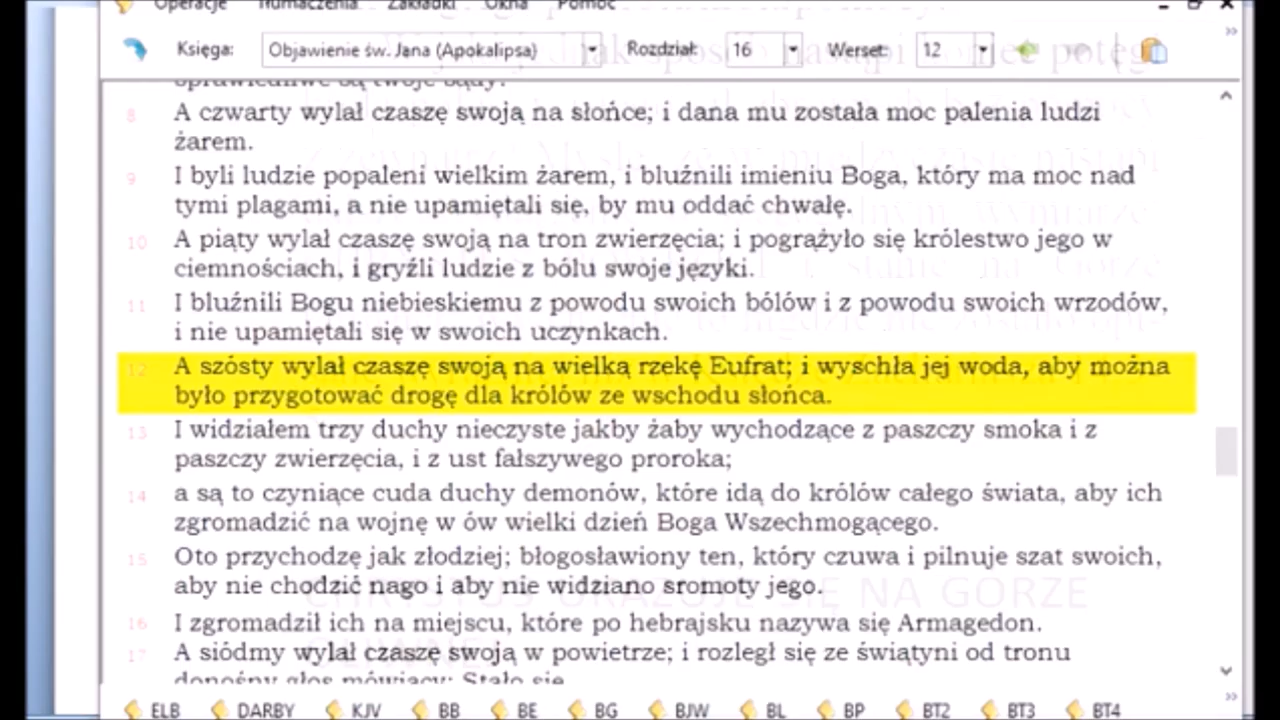 Operacje Tłumaczenia Zakładki Okna Pomoc
Księga: Objawienie św. Jana (Apokalipsa) Rozdział: 16 Werset: 12
sprawiedliwe są twoje sądy.
8 A czwarty wylał czaszę swoją na słońce; i dana mu została moc palenia ludzi
żarem.
9 I byli ludzie popaleni wielkim żarem, i bluźnili imieniu Boga, który ma moc nad
tymi plagami, a nie upamiętali się, by mu oddać chwałę.
10 A piąty wylał czaszę swoją na tron zwierzęcia; i pogrążyło się królestwo jego w
ciemnościach, i gryźli ludzie z bólu swoje języki.
11 I bluźnili Bogu niebieskiemu z powodu swoich bólów i z powodu swoich wrzodów,
i nie upamiętali się w swoich uczynkach.
12 A szósty wylał czaszę swoją na wielką rzekę Eufrat; i wyschła jej woda, aby można
było przygotować drogę dla królów ze wschodu słońca.
13 I widziałem trzy duchy nieczyste jakby żaby wychodzące z paszczy smoka i z
paszczy zwierzęcia, i z ust fałszywego proroka;
14 a są to czyniące cuda duchy demonów, które idą do królów całego świata, aby ich
zgromadzić na wojnę w ów wielki dzień Boga Wszechmogącego.
15 Oto przychodzę jak złodziej; błogosławiony ten, który czuwa i pilnuje szat swoich,
aby nie chodzić nago i aby nie widziano sromoty jego.
16 I zgromadził ich na miejscu, które po hebrajsku nazywa się Armagedon.
17 A siódmy wylał czaszę swoją w powietrze; i rozległ się ze świątyni od tronu
donośny głos mówiący: Stało się.
ELB DARBY KJV BB BE BG BJW BL BP BT2 BT3 BT4